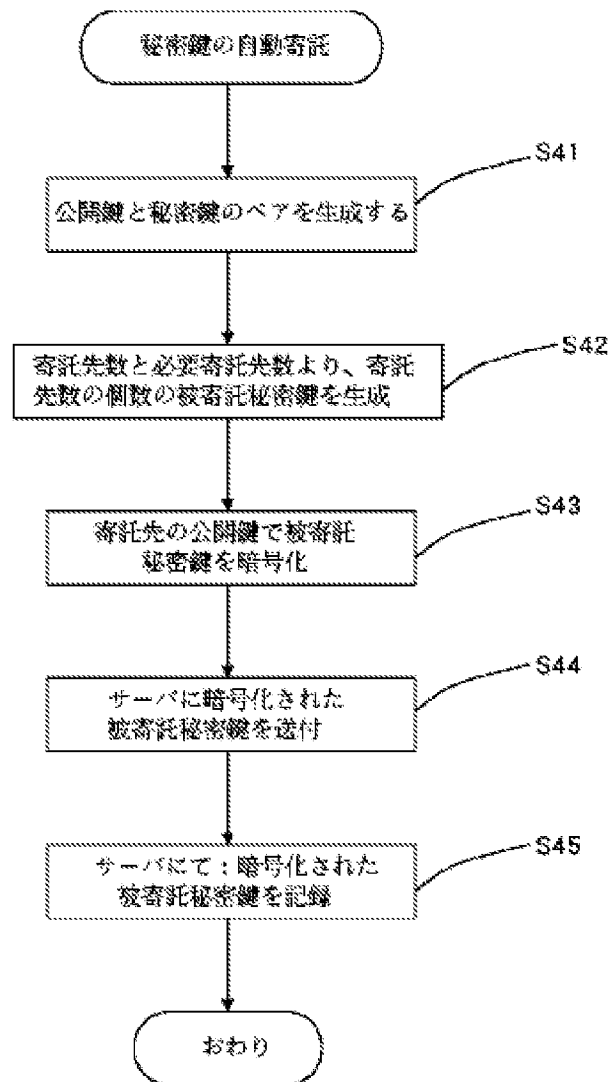 秘密鍵の自動寄託
S41
公開鍵と秘密鍵のペアを生成する
S42
寄託先数と必要寄託先数より、寄託
先数の個数の被寄託秘密鍵を生成
S43
寄託先の公開鍵で被寄託
秘密鍵を暗号化
S44
サーバに暗号化された
被寄託秘密鍵を送付
S45
サーバにて：暗号化された
被寄託秘密鍵を記録
おわり